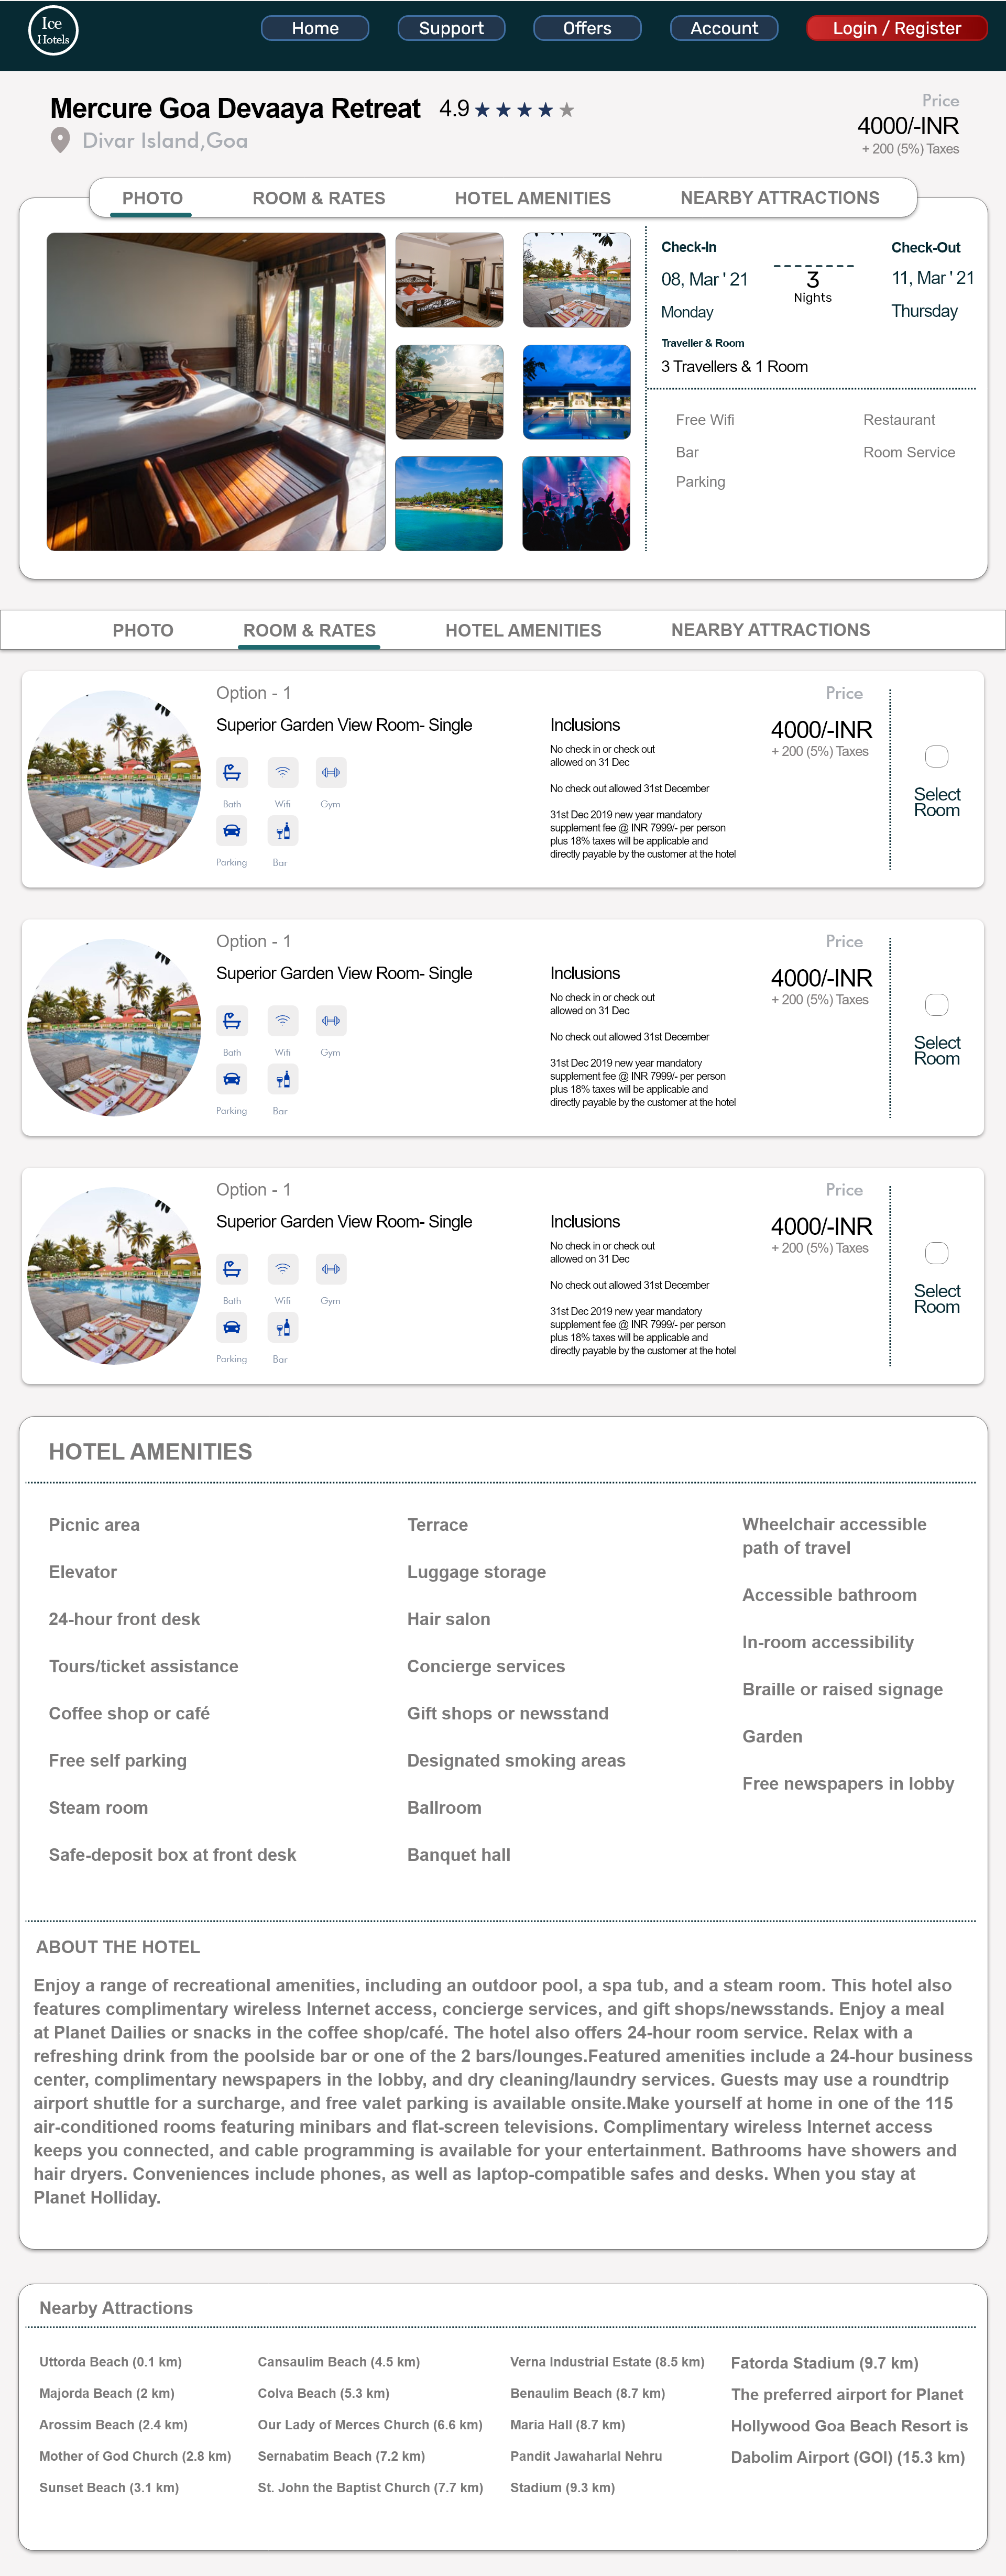 Ice
Hotels
Home
Support
Offers
Account
Login / Register
Mercure Goa Devaaya Retreat
4.9
Divar Island,Goa
Price
4000/-INR
+ 200 (5%) Taxes
PHOTO
ROOM & RATES
HOTEL AMENITIES
NEARBY ATTRACTIONS
Check-In
08, Mar ' 21
Monday
3
Nights
Check-Out
11, Mar ' 21
Thursday
Traveller & Room
3 Travellers & 1 Room
Free Wifi
Restaurant
Bar
Room Service
Parking
PHOTO
ROOM & RATES
HOTEL AMENITIES
NEARBY ATTRACTIONS
Option - 1
Superior Garden View Room- Single
Bath
Wifi
Gym
Parking
Bar
Inclusions
No check in or check out
allowed on 31 Dec
No check out allowed 31st December
31st Dec 2019 new year mandatory
supplement fee @ INR 7999/- per person
plus 18% taxes will be applicable and
directly payable by the customer at the hotel
Price
4000/-INR
+ 200 (5%) Taxes
Select
Room
Option - 1
Superior Garden View Room- Single
Bath
Wifi
Gym
Parking
Bar
Inclusions
No check in or check out
allowed on 31 Dec
No check out allowed 31st December
31st Dec 2019 new year mandatory
supplement fee @ INR 7999/- per person
plus 18% taxes will be applicable and
directly payable by the customer at the hotel
Price
4000/-INR
+ 200 (5%) Taxes
Select
Room
Option - 1
Superior Garden View Room- Single
Bath
Wifi
Gym
Parking
Bar
Inclusions
No check in or check out
allowed on 31 Dec
No check out allowed 31st December
31st Dec 2019 new year mandatory
supplement fee @ INR 7999/- per person
plus 18% taxes will be applicable and
directly payable by the customer at the hotel
Price
4000/-INR
+ 200 (5%) Taxes
Select
Room
HOTEL AMENITIES
Picnic area
Elevator
24-hour front desk
Tours/ticket assistance
Coffee shop or café
Free self parking
Steam room
Safe-deposit box at front desk
Terrace
Luggage storage
Hair salon
Concierge services
Gift shops or newsstand
Designated smoking areas
Ballroom
Banquet hall
Wheelchair accessible
path of travel
Accessible bathroom
In-room accessibility
Braille or raised signage
Garden
Free newspapers in lobby
ABOUT THE HOTEL
Enjoy a range of recreational amenities, including an outdoor pool, a spa tub, and a steam room. This hotel also
features complimentary wireless Internet access, concierge services, and gift shops/newsstands. Enjoy a meal
at Planet Dailies or snacks in the coffee shop/café. The hotel also offers 24-hour room service. Relax with a
refreshing drink from the poolside bar or one of the 2 bars/lounges.Featured amenities include a 24-hour business
center, complimentary newspapers in the lobby, and dry cleaning/laundry services. Guests may use a roundtrip
airport shuttle for a surcharge, and free valet parking is available onsite.Make yourself at home in one of the 115
air-conditioned rooms featuring minibars and flat-screen televisions. Complimentary wireless Internet access
keeps you connected, and cable programming is available for your entertainment. Bathrooms have showers and
hair dryers. Conveniences include phones, as well as laptop-compatible safes and desks. When you stay at
Planet Holliday.
Nearby Attractions
Uttorda Beach (0.1 km)
Majorda Beach (2 km)
Arossim Beach (2.4 km)
Mother of God Church (2.8 km)
Sunset Beach (3.1 km)
Cansaulim Beach (4.5 km)
Colva Beach (5.3 km)
Our Lady of Merces Church (6.6 km)
Sernabatim Beach (7.2 km)
St. John the Baptist Church (7.7 km)
Verna Industrial Estate (8.5 km)
Benaulim Beach (8.7 km)
Maria Hall (8.7 km)
Pandit Jawaharlal Nehru
Stadium (9.3 km)
Fatorda Stadium (9.7 km)
The preferred airport for Planet
Hollywood Goa Beach Resort is
Dabolim Airport (GOI) (15.3 km)